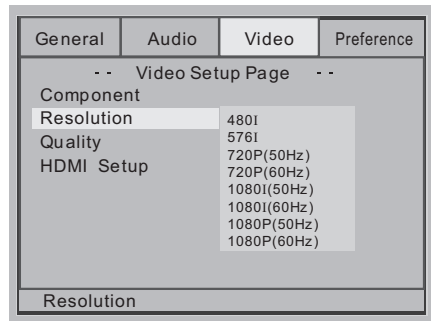 General Audio Video Preference
- - Video Setup Page - -
Component
Resolution
Quality
HDMI Setup
480I
576I
720P(50Hz)
720P(60Hz)
1080I(50Hz)
1080I(60Hz)
1080P(50Hz)
1080P(60Hz)
Resolution